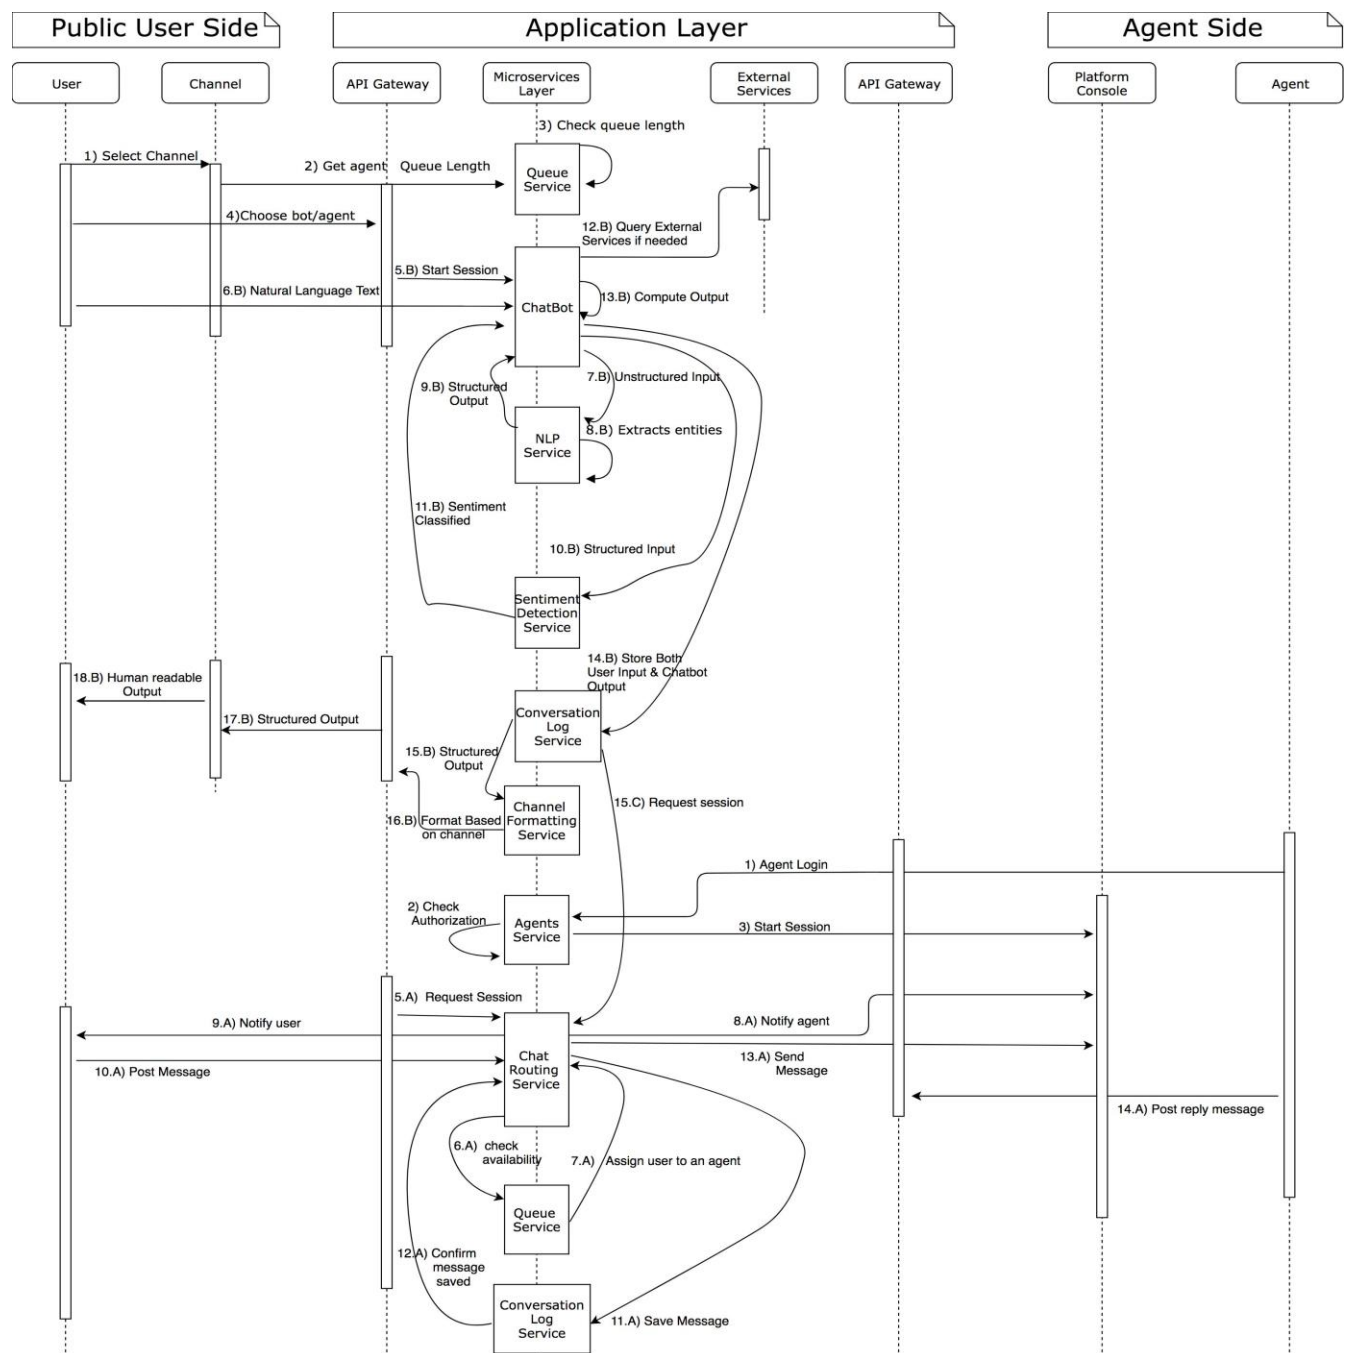 Public User Side
Application Layer
Agent Side
User
Channel
API Gateway
Microservices
Layer
External
Services
API Gateway
Platform
Console
Agent
3) Check queue length
1) Select Channel
2) Get agent Queue Length
Queue
Service
4)Choose bot/agent
12.B) Query External
Services if needed
5.B) Start Session
6.B) Natural Language Text
13.B) Compute Output
ChatBot
7.B) Unstructured Input
9.B) Structured
Output
8.B) Extracts entities
NLP
Service
11.B) Sentiment
Classified
10.B) Structured Input
Sentiment
Detection
Service
14.B) Store Both
User Input & Chatbot
Output
18.B) Human readable
Output
17.B) Structured Output
Conversation
Log
Service
15.B) Structured
Output
15.C) Request session
Channel
Formatting
Service
16.B) Format Based
on channel
1) Agent Login
2) Check
Authorization
Agents
Service
3) Start Session
5.A) Request Session
9.A) Notify user
8.A) Notify agent
13.A) Send
Message
10.A) Post Message
Chat
Routing
Service
14.A) Post reply message
6.A) check
availability
7.A) Assign user to an agent
Queue
Service
12.A) Confirm
message
saved
Conversation
Log
Service
11.A) Save Message